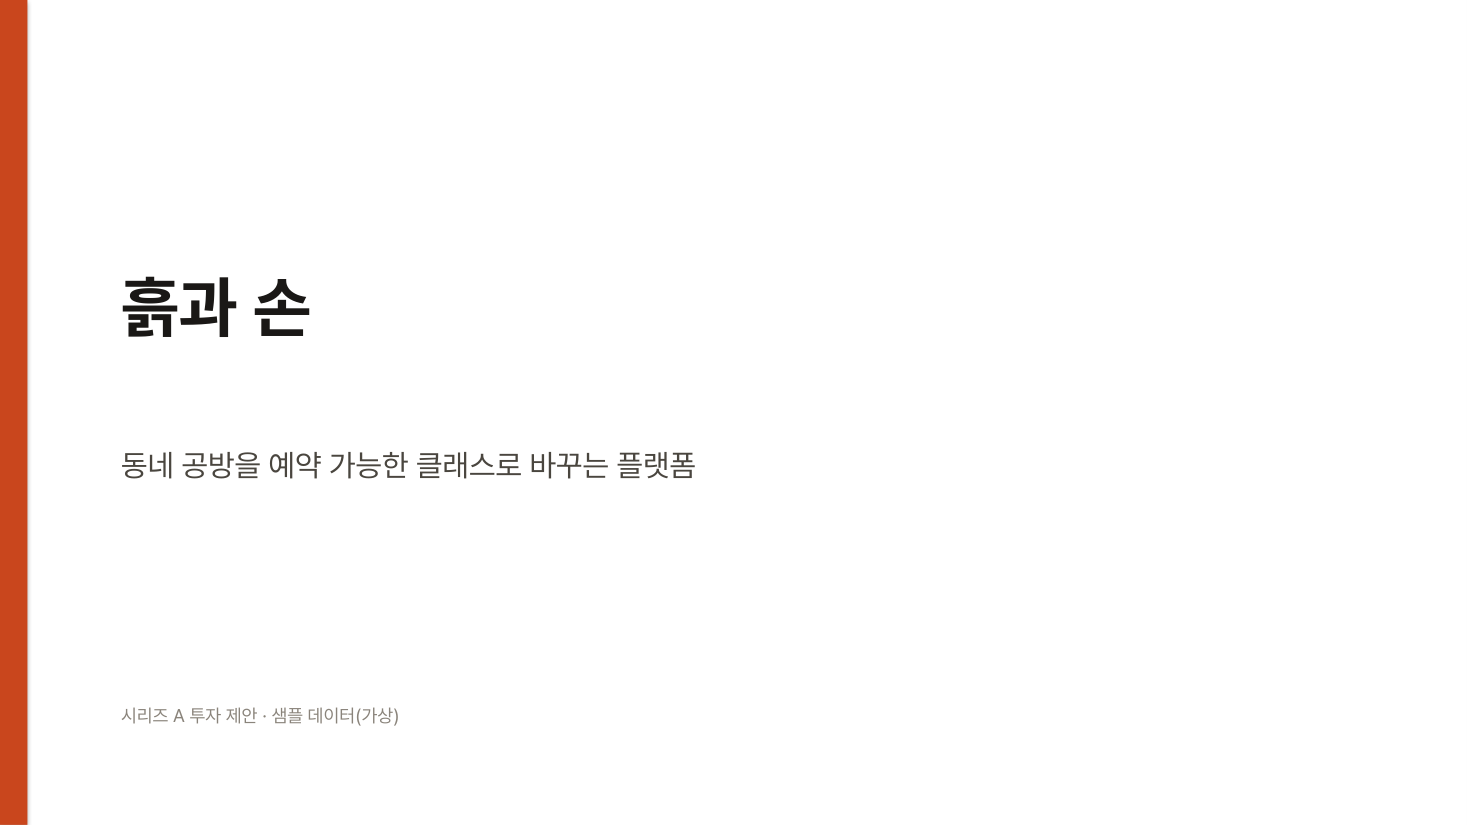 흙과 손
동네 공방을 예약 가능한 클래스로 바꾸는 플랫폼
시리즈 A 투자 제안 · 샘플 데이터(가상)